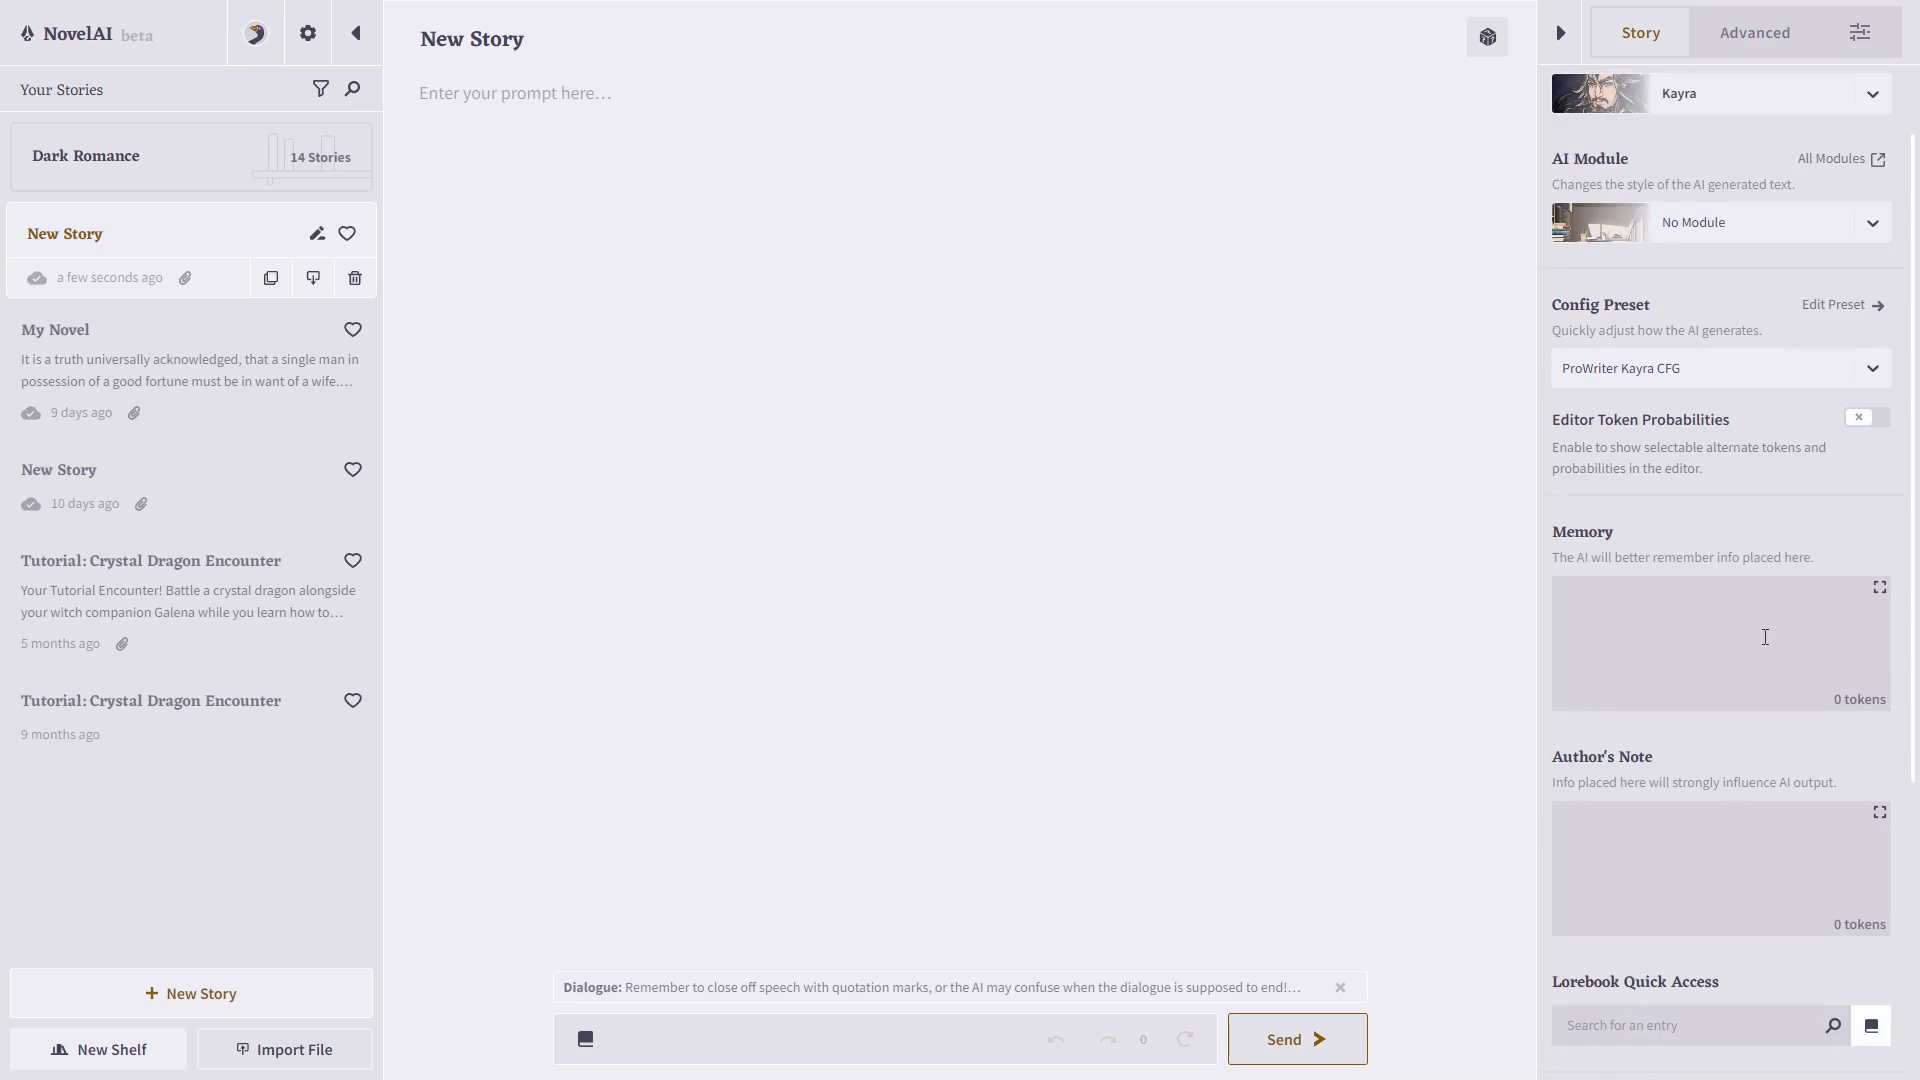 NovelAI beta
Your Stories
Dark Romance
14 Stories
New Story
a few seconds ago
My Novel
It is a truth universally acknowledged, that a single man in
possession of a good fortune must be in want of a wife....
9 days ago
New Story
10 days ago
Tutorial: Crystal Dragon Encounter
Your Tutorial Encounter! Battle a crystal dragon alongside
your witch companion Galena while you learn how to...
5 months ago
Tutorial: Crystal Dragon Encounter
9 months ago
+ New Story
New Shelf
Import File
New Story
Enter your prompt here...
Dialogue: Remember to close off speech with quotation marks, or the AI may confuse when the dialogue is supposed to end!...
0
Send
Story
Advanced
Kayra
AI Module
All Modules
Changes the style of the AI generated text.
No Module
Config Preset
Edit Preset
Quickly adjust how the AI generates.
ProWriter Kayra CFG
Editor Token Probabilities
Enable to show selectable alternate tokens and
probabilities in the editor.
Memory
The AI will better remember info placed here.
0 tokens
Author's Note
Info placed here will strongly influence AI output.
0 tokens
Lorebook Quick Access
Search for an entry